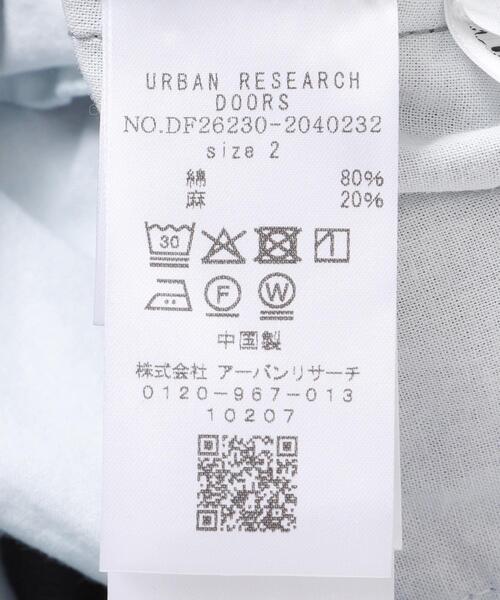 URBAN RESEARCH
DOORS
NO.DF26230-2040232
size 2
綿 80%
麻 20%
30
F W
中国製
株式会社 アーバンリサーチ
0120-967-013
10207